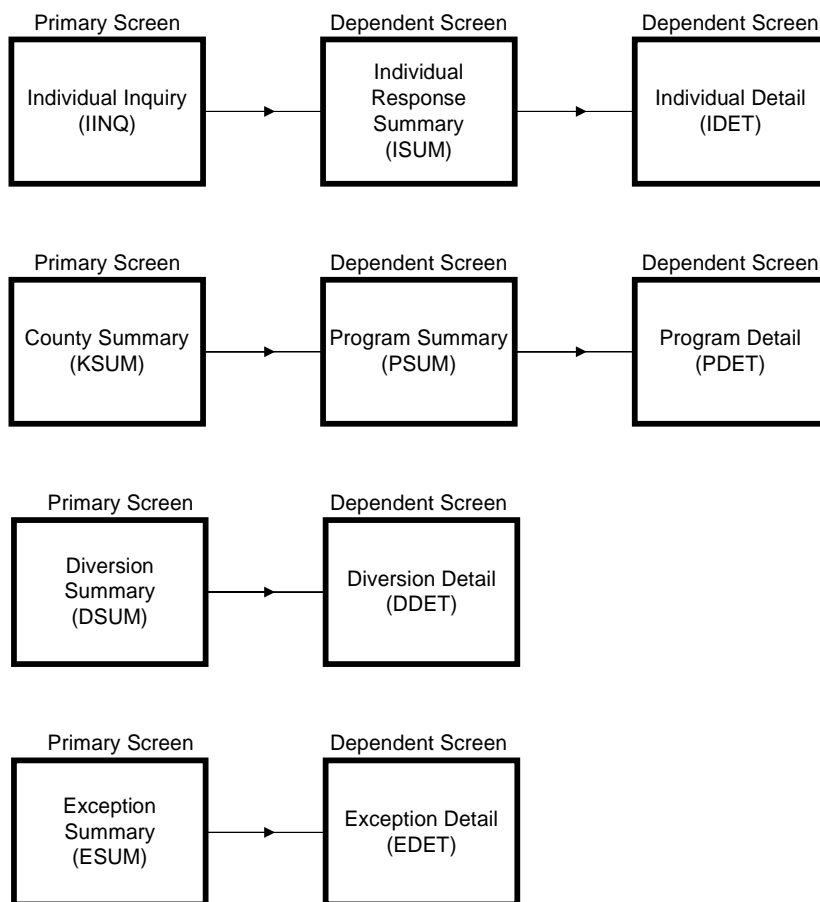 Primary Screen
Dependent Screen
Dependent Screen
Individual Inquiry
(IINQ)
Individual
Response
Summary
(ISUM)
Individual Detail
(IDET)
Primary Screen
Dependent Screen
Dependent Screen
County Summary
(KSUM)
Program Summary
(PSUM)
Program Detail
(PDET)
Primary Screen
Dependent Screen
Diversion
Summary
(DSUM)
Diversion Detail
(DDET)
Primary Screen
Dependent Screen
Exception
Summary
(ESUM)
Exception Detail
(EDET)